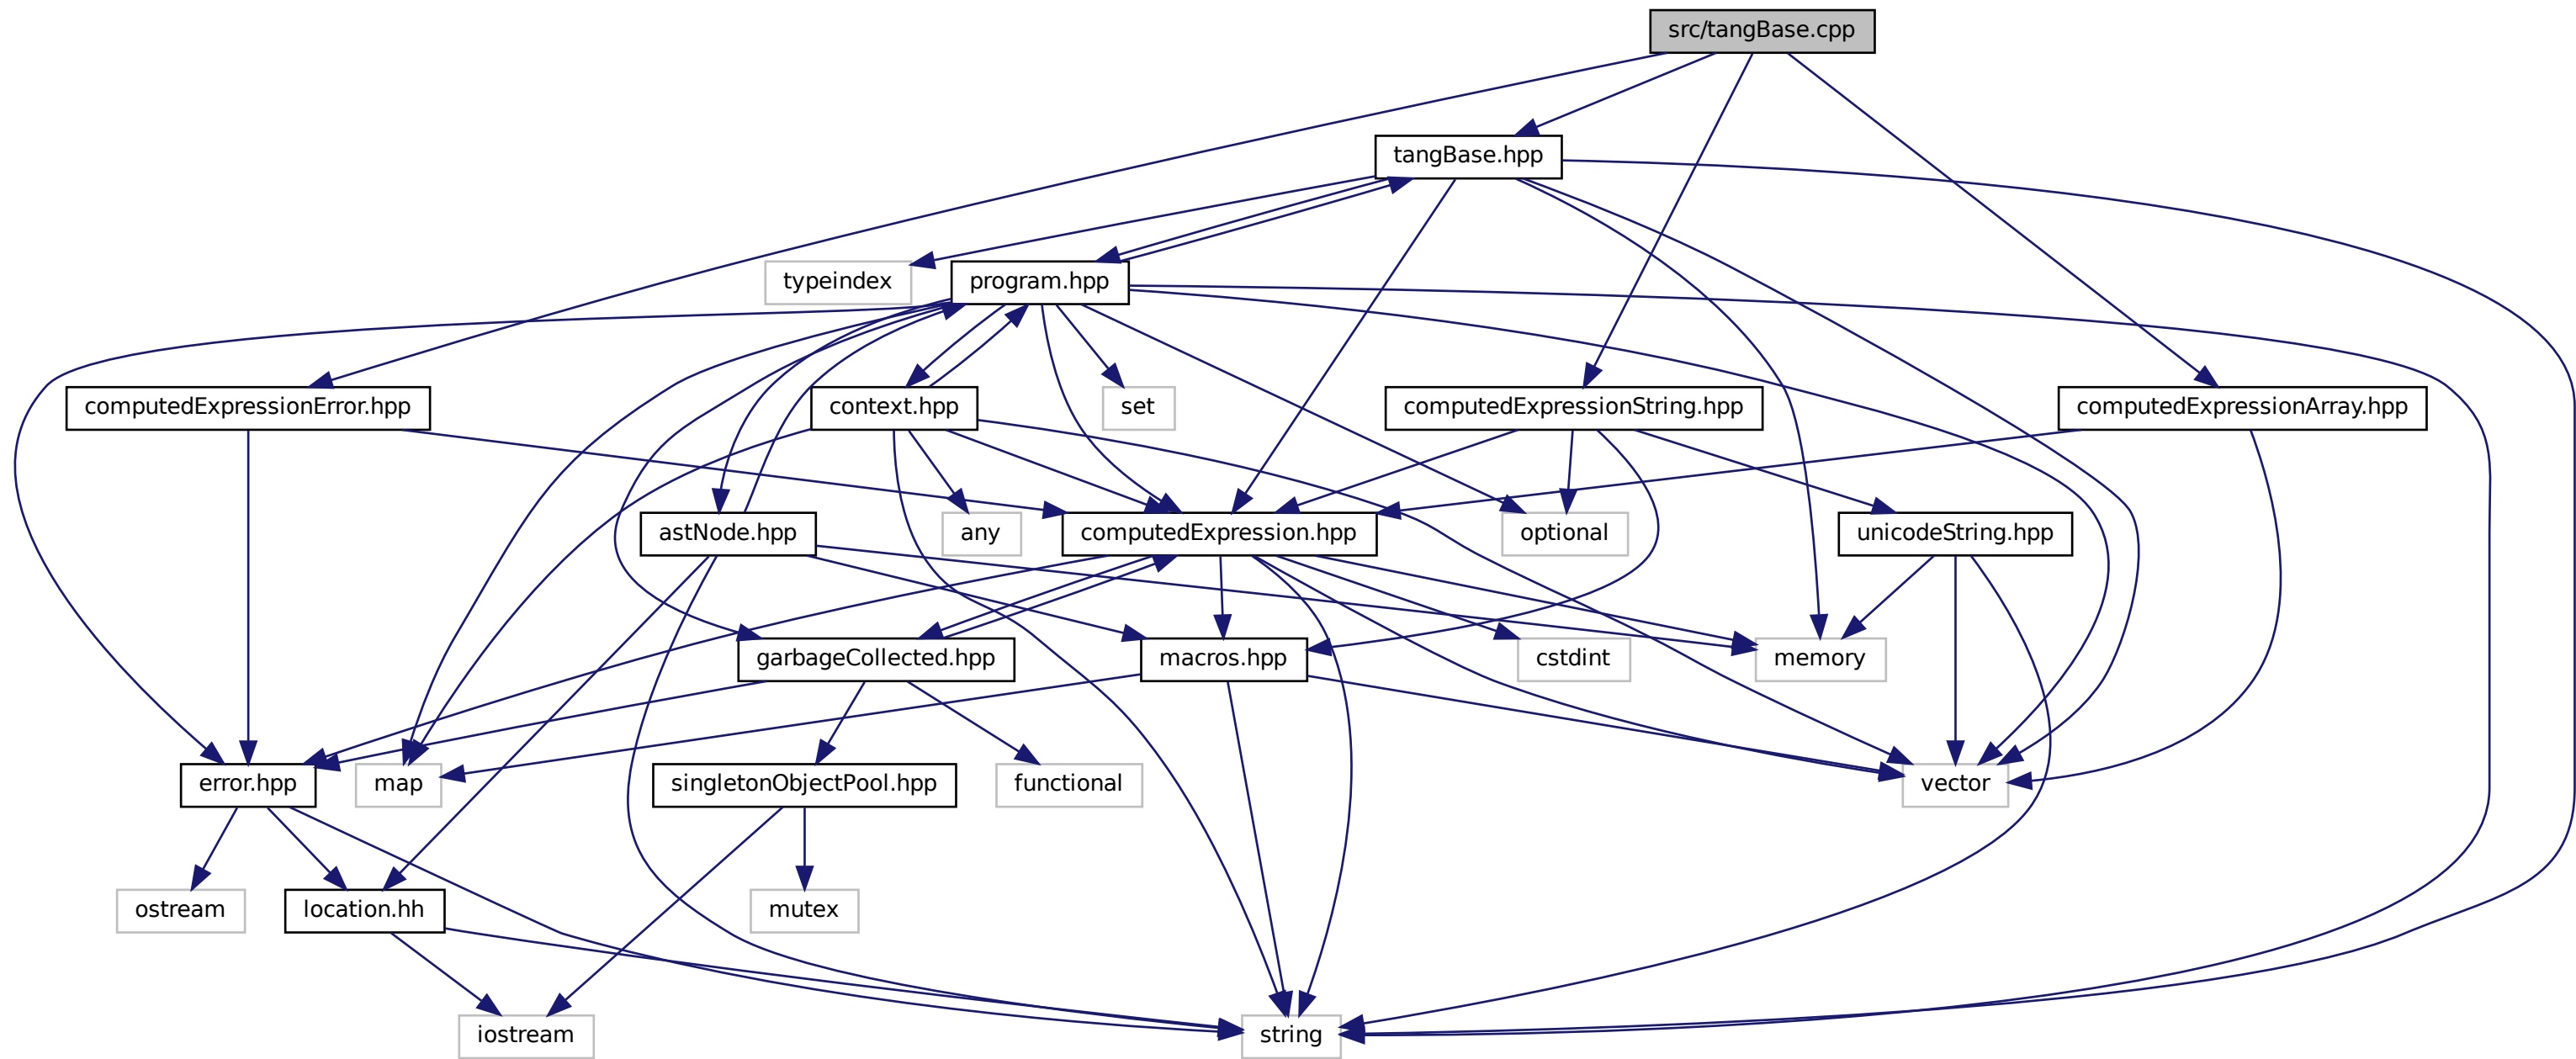 src/tangBase.cpp
tangBase.hpp
typeindex
program.hpp
computedExpressionError.hpp
context.hpp
set
computedExpressionString.hpp
computedExpressionArray.hpp
astNode.hpp
any
computedExpression.hpp
optional
unicodeString.hpp
garbageCollected.hpp
macros.hpp
cstdint
memory
error.hpp
map
singletonObjectPool.hpp
functional
vector
ostream
location.hh
mutex
iostream
string